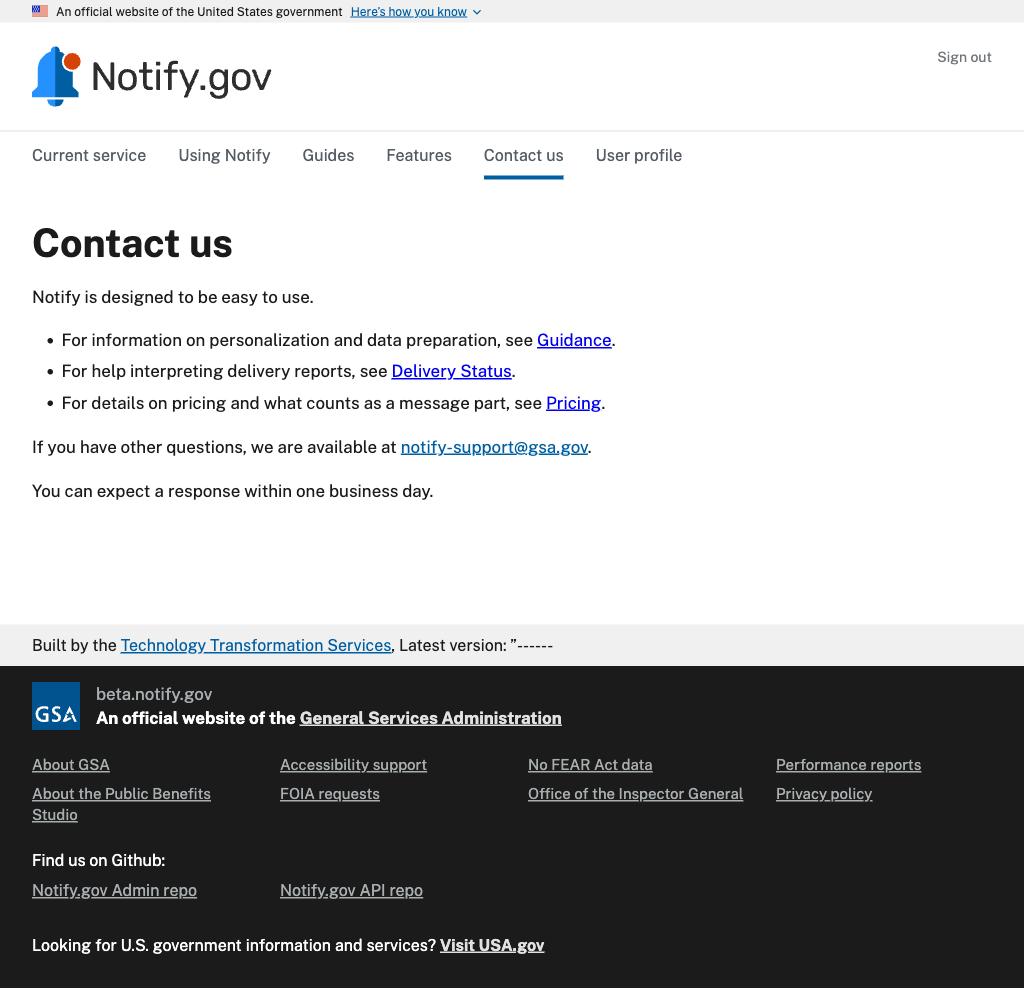 An official website of the United States government Here's how you know
Notify.gov
Sign out
Current service Using Notify Guides Features Contact us User profile
Contact us
Notify is designed to be easy to use.
• For information on personalization and data preparation, see Guidance.
• For help interpreting delivery reports, see Delivery Status.
• For details on pricing and what counts as a message part, see Pricing.
If you have other questions, we are available at notify-support@gsa.gov.
You can expect a response within one business day.
Built by the Technology Transformation Services, Latest version: ”------
GSA
beta.notify.gov
An official website of the General Services Administration
About GSA Accessibility support No FEAR Act data Performance reports
About the Public Benefits Studio FOIA requests Office of the Inspector General Privacy policy
Find us on Github:
Notify.gov Admin repo Notify.gov API repo
Looking for U.S. government information and services? Visit USA.gov